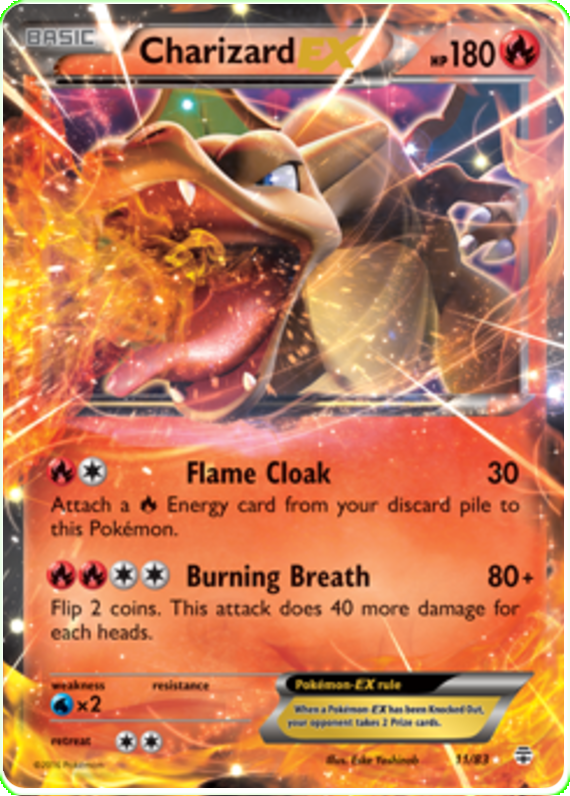 BASIC
Charizard EX HP 180
Flame Cloak 30
Attach a Energy card from your discard pile to
this Pokémon.
Burning Breath 80+
Flip 2 coins. This attack does 40 more damage for
each heads.
weakness resistance
×2
Pokémon-EX rule
When a Pokémon-EX has been Knocked Out,
your opponent takes 2 Prize cards.
retreat
Illus. Eske Yoshinob
11/83
©2016 Pokémon